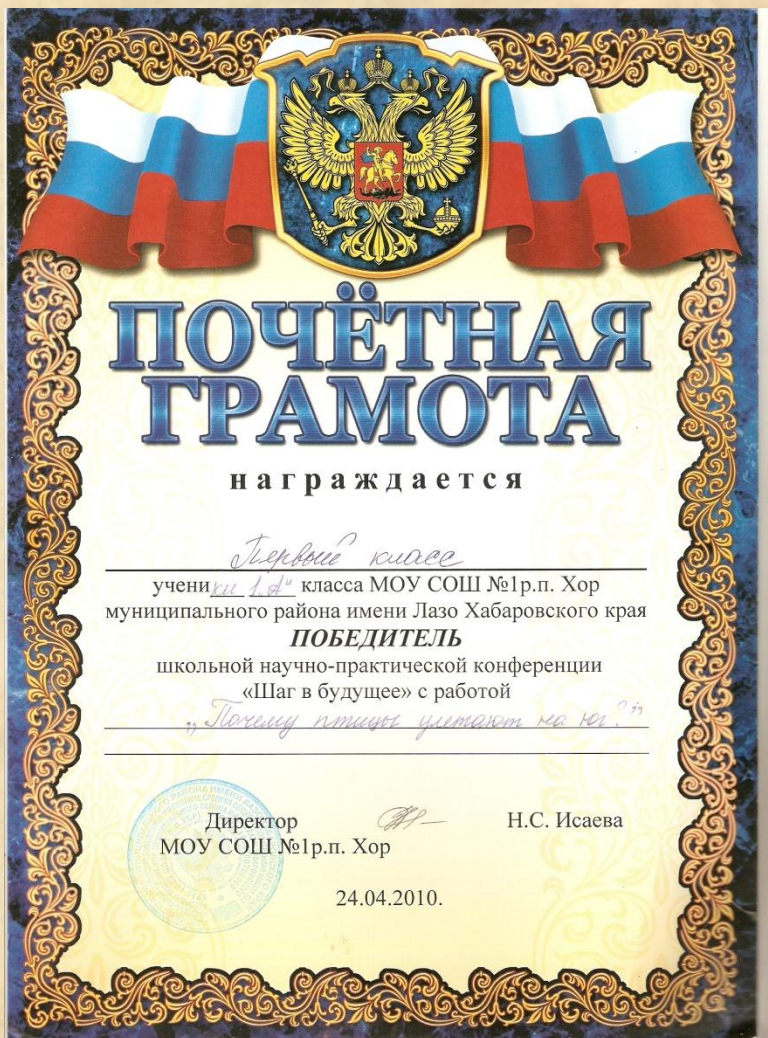 ПОЧЁТНАЯ
ГРАМОТА
награждается
Первый класс
ученики 1 „А" класса МОУ СОШ №1р.п. Хор
муниципального района имени Лазо Хабаровского края
ПОБЕДИТЕЛЬ
школьной научно-практической конференции
«Шаг в будущее» с работой
„Почему птицы улетают на юг?"
Директор Н.С. Исаева
МОУ СОШ №1р.п. Хор
24.04.2010.